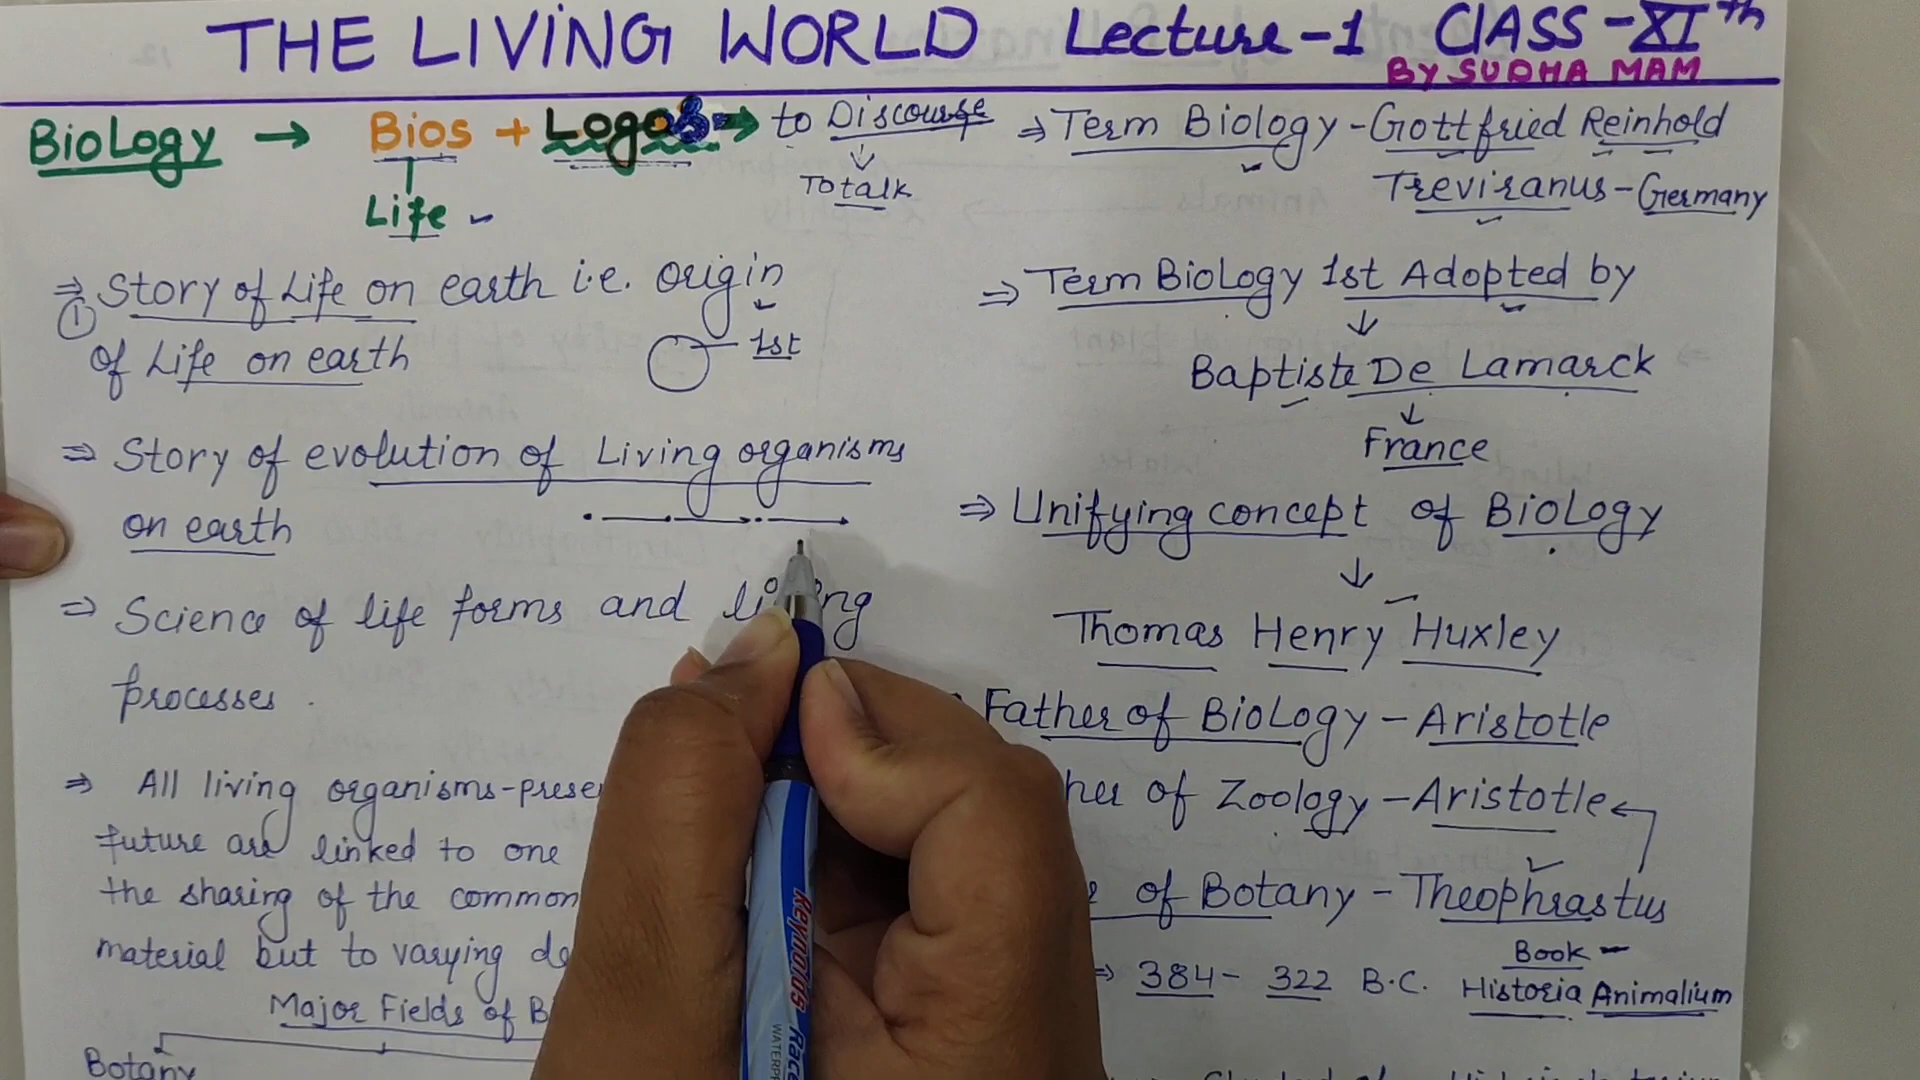 THE LIVING WORLD Lecture-1 CLASS-XIth
BY SUDHA MAM
BioLogy → Bios + Logos → to Discourse
Life
To talk
⇒ Story of Life on earth i.e. origin
①
of Life on earth
1st
⇒ Story of evolution of Living organisms
on earth
⇒ Science of life forms and
processes.
⇒ All living organisms-
future are linked to one
the sharing of the common
material but to varying
Major Fields of
Botany
⇒ Term Biology - Gottfried Reinhold
Treviranus - Germany
⇒ Term BioLogy 1st Adopted by
↓
Baptiste De Lamarck
↓
France
⇒ Unifying concept of BioLogy
↓
Thomas Henry Huxley
Father of BioLogy - Aristotle
of Zoology - Aristotle
of Botany - Theophrastus
Book -
⇒ 384 - 322 B.C. Historia Animalium